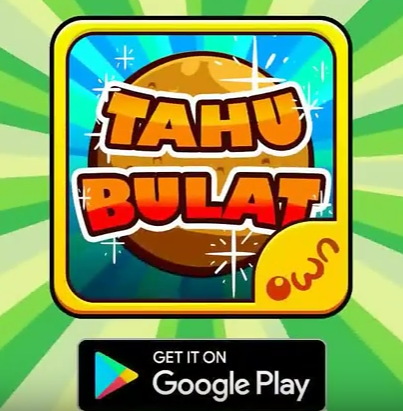 TAHU
BULAT
own
GET IT ON
Google Play